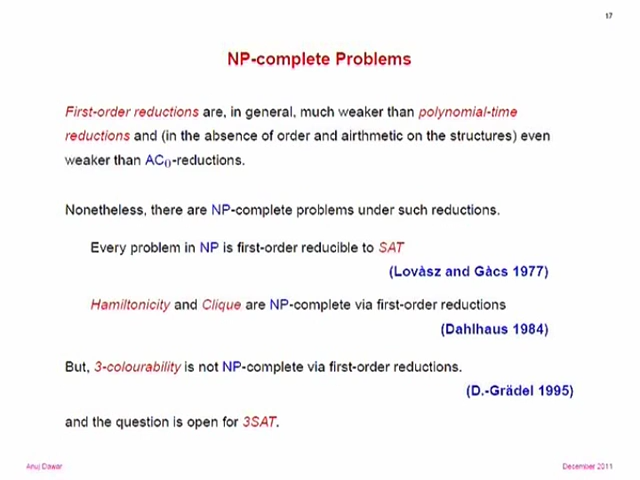 17
NP-complete Problems
First-order reductions are, in general, much weaker than polynomial-time
reductions and (in the absence of order and airthmetic on the structures) even
weaker than AC₀-reductions.
Nonetheless, there are NP-complete problems under such reductions.
Every problem in NP is first-order reducible to SAT
(Lovàsz and Gàcs 1977)
Hamiltonicity and Clique are NP-complete via first-order reductions
(Dahlhaus 1984)
But, 3-colourability is not NP-complete via first-order reductions.
(D.-Grädel 1995)
and the question is open for 3SAT.
Anuj Dawar
December 2011